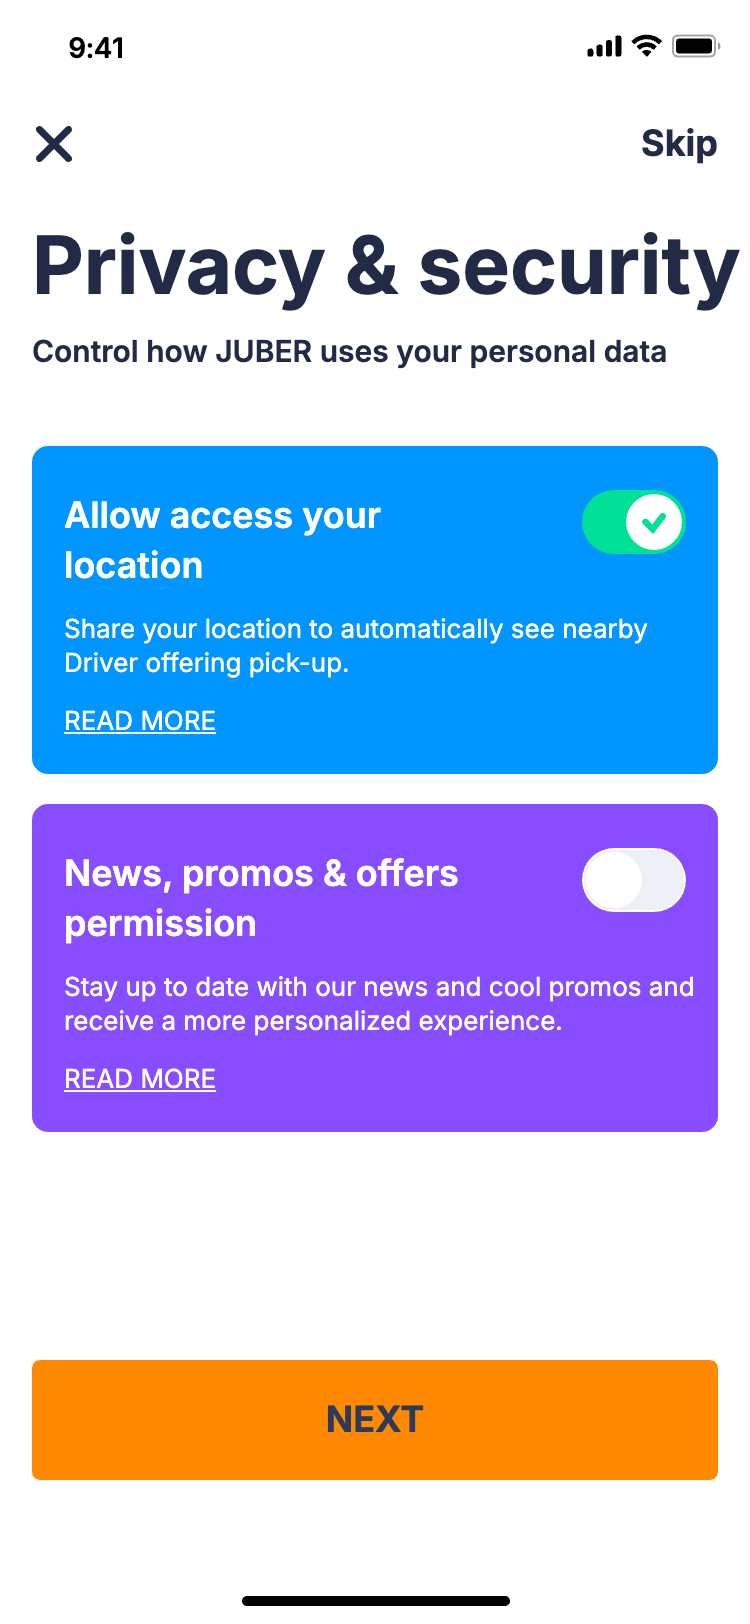 9:41
Skip
Privacy & security
Control how JUBER uses your personal data
Allow access your
location
Share your location to automatically see nearby
Driver offering pick-up.
READ MORE
News, promos & offers
permission
Stay up to date with our news and cool promos and
receive a more personalized experience.
READ MORE
NEXT